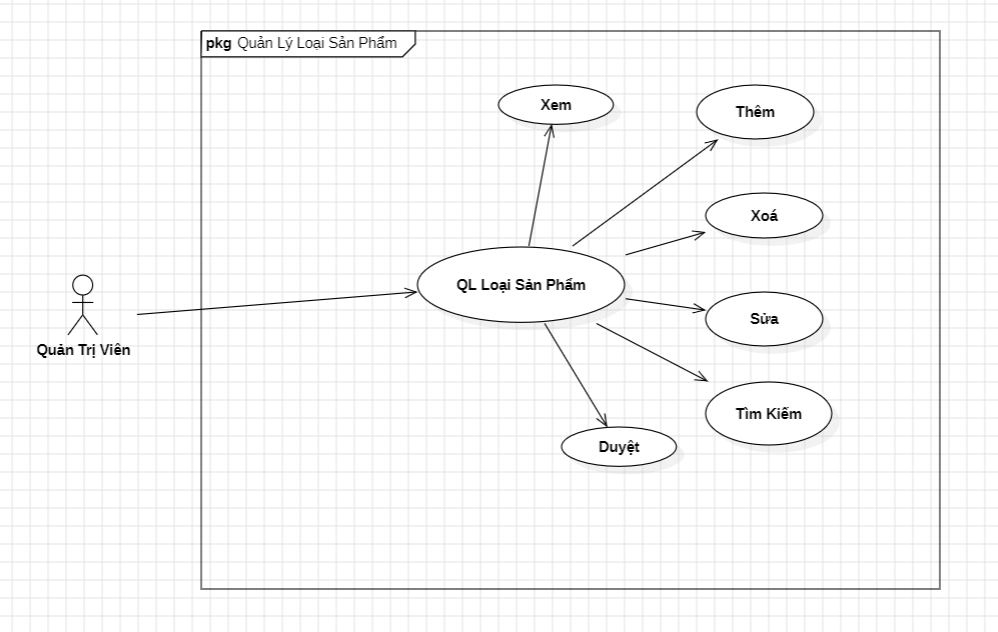 pkg Quản Lý Loại Sản Phẩm
Xem
Thêm
Xoá
QL Loại Sản Phẩm
Sửa
Quản Trị Viên
Tìm Kiếm
Duyệt